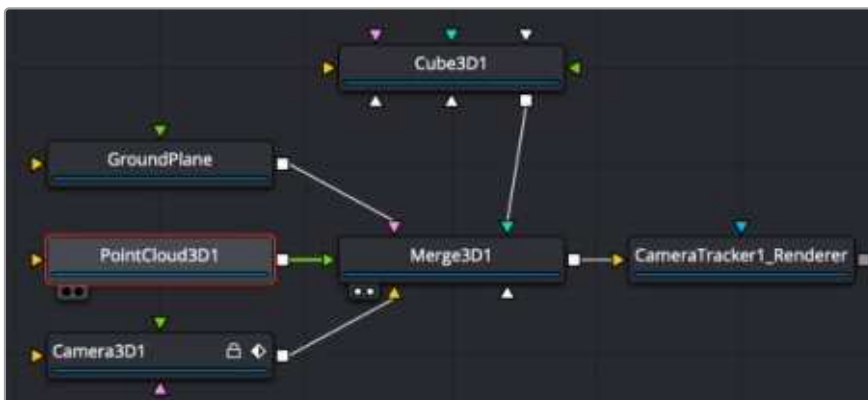 Cube3D1
GroundPlane
PointCloud3D1
Merge3D1
CameraTracker1_Renderer
Camera3D1